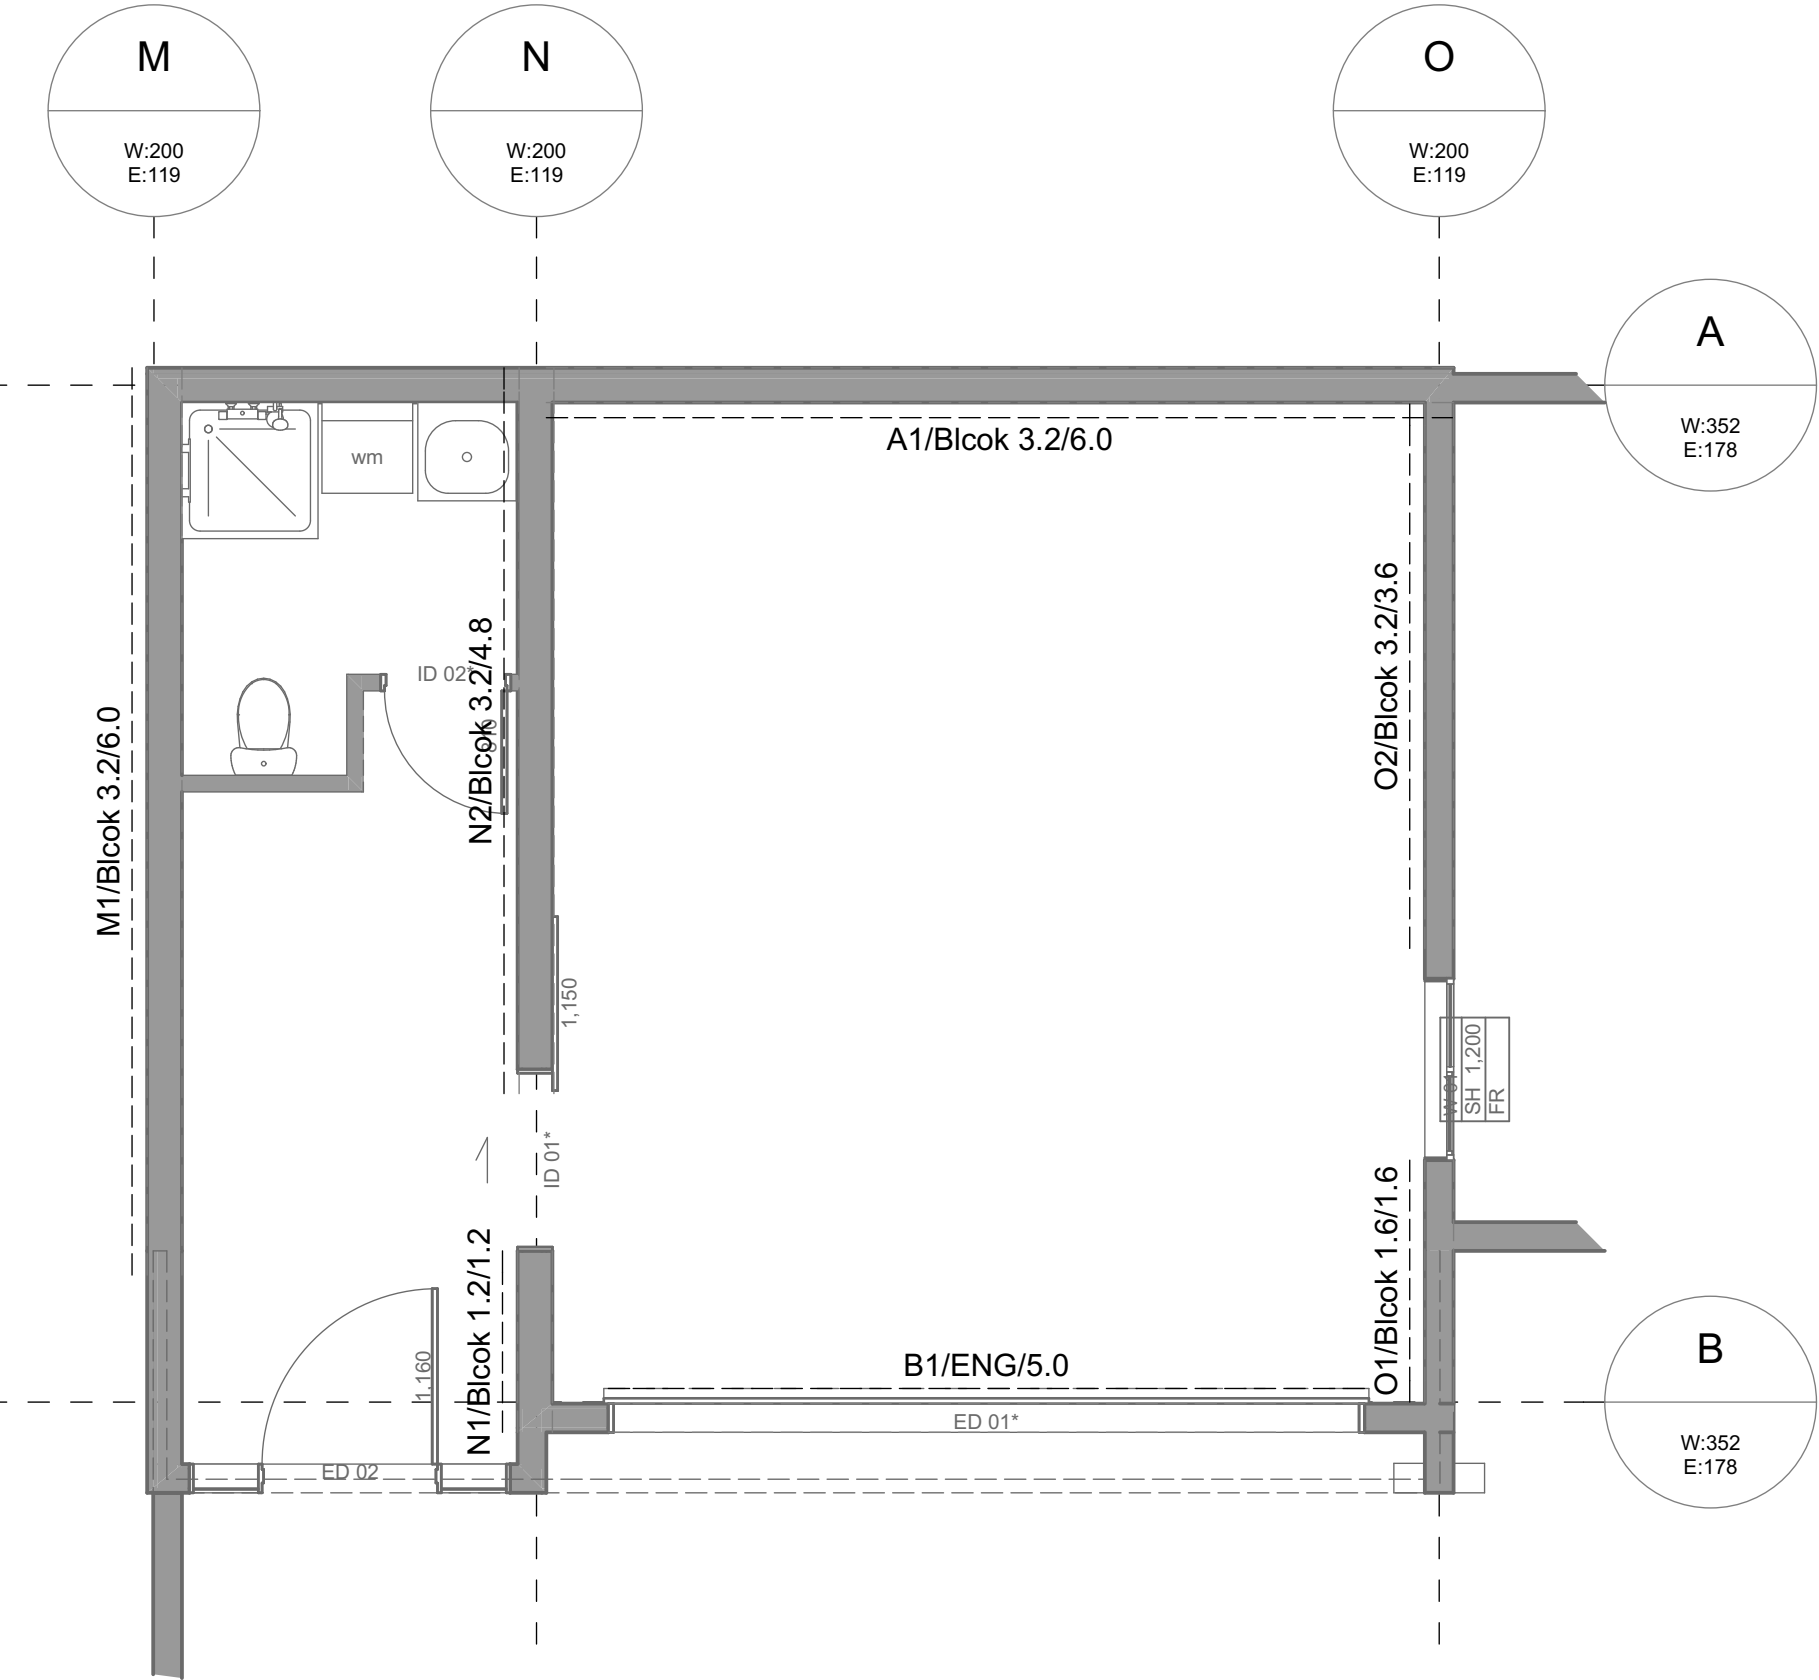 M
W:200
E:119
N
W:200
E:119
O
W:200
E:119
A
W:352
E:178
A1/Blcok 3.2/6.0
wm
O2/Blcok 3.2/3.6
ID 02*
N2/Blcok 3.2/4.8
M1/Blcok 3.2/6.0
1,150
W 01
SH 1,200
FR
ID 01*
O1/Blcok 1.6/1.6
N1/Blcok 1.2/1.2
B
W:352
E:178
B1/ENG/5.0
1,160
ED 01*
ED 02